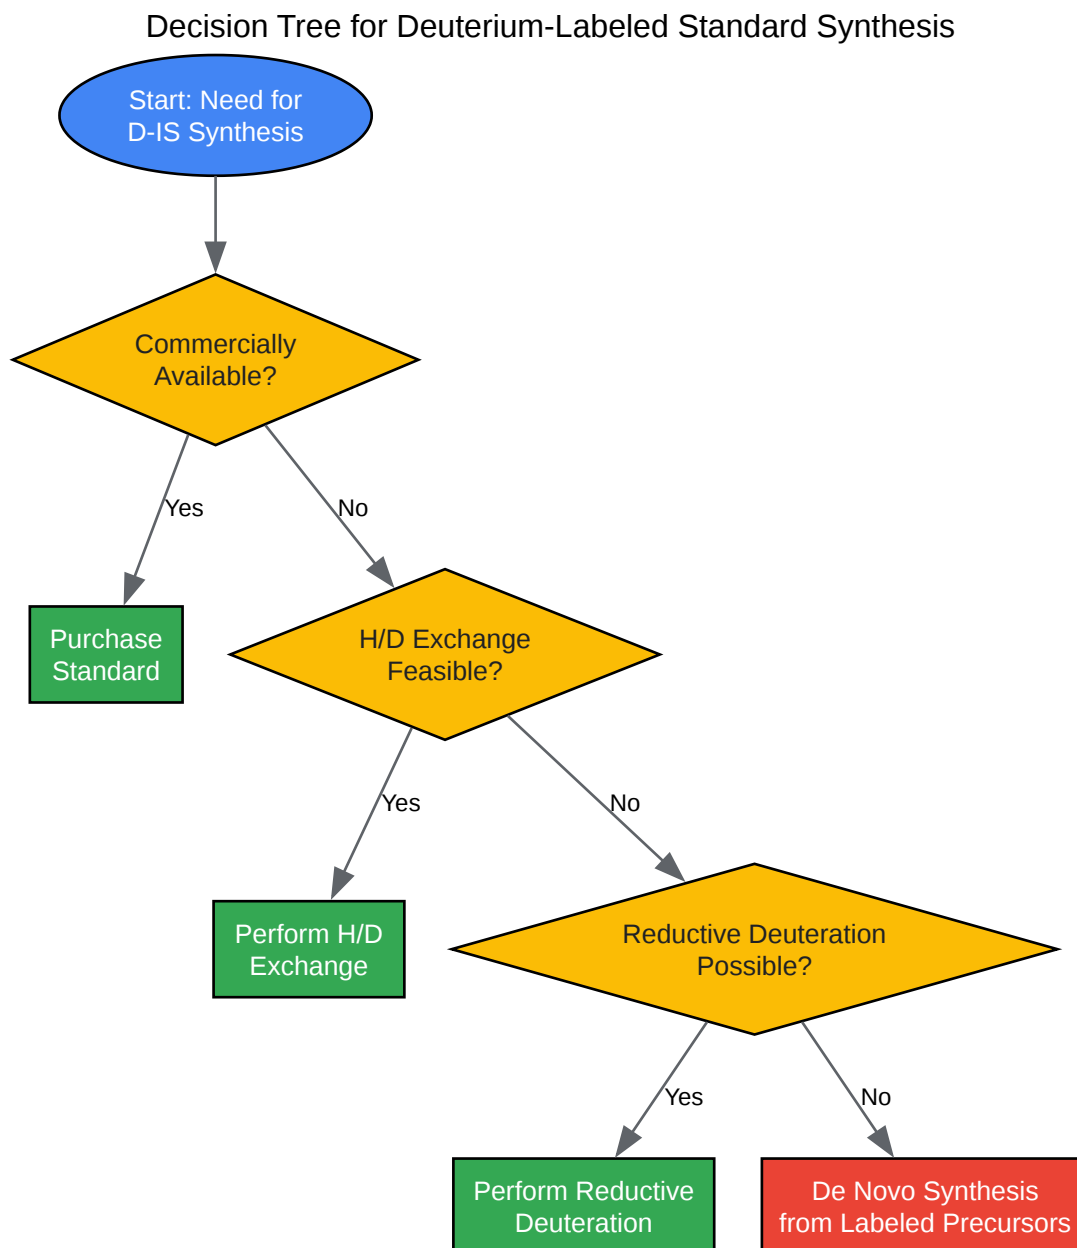 Decision Tree for Deuterium-Labeled Standard Synthesis
Start: Need for
D-IS Synthesis
Commercially
Available?
Yes
No
Purchase
Standard
H/D Exchange
Feasible?
Yes
No
Perform H/D
Exchange
Reductive Deuteration
Possible?
Yes
No
Perform Reductive
Deuteration
De Novo Synthesis
from Labeled Precursors